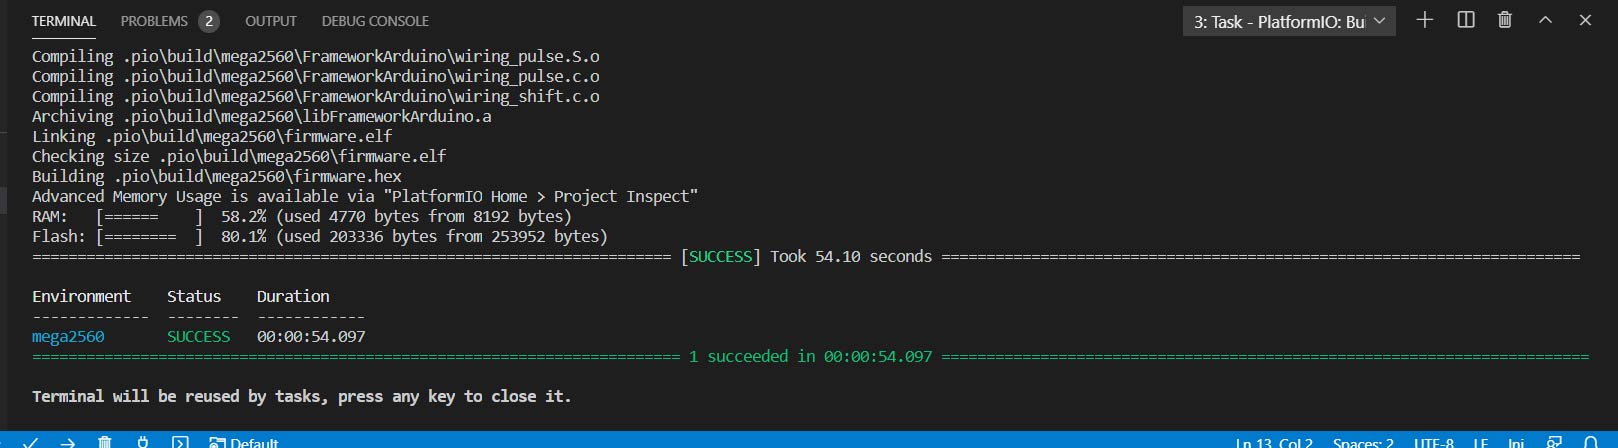 TERMINAL PROBLEMS 2 OUTPUT DEBUG CONSOLE 3: Task - PlatformIO: Bui
Compiling .pio\build\mega2560\FrameworkArduino\wiring_pulse.S.o
Compiling .pio\build\mega2560\FrameworkArduino\wiring_pulse.c.o
Compiling .pio\build\mega2560\FrameworkArduino\wiring_shift.c.o
Archiving .pio\build\mega2560\libFrameworkArduino.a
Linking .pio\build\mega2560\firmware.elf
Checking size .pio\build\mega2560\firmware.elf
Building .pio\build\mega2560\firmware.hex
Advanced Memory Usage is available via "PlatformIO Home > Project Inspect"
RAM:   [======    ]  58.2% (used 4770 bytes from 8192 bytes)
Flash: [========  ]  80.1% (used 203336 bytes from 253952 bytes)
======================================================================= [SUCCESS] Took 54.10 seconds =======================================================================
Environment    Status    Duration
-------------  --------  ------------
mega2560       SUCCESS   00:00:54.097
======================================================================== 1 succeeded in 00:00:54.097 ========================================================================
Terminal will be reused by tasks, press any key to close it.
Default Ln 13, Col 2 Spaces: 2 UTF-8 LF Ini